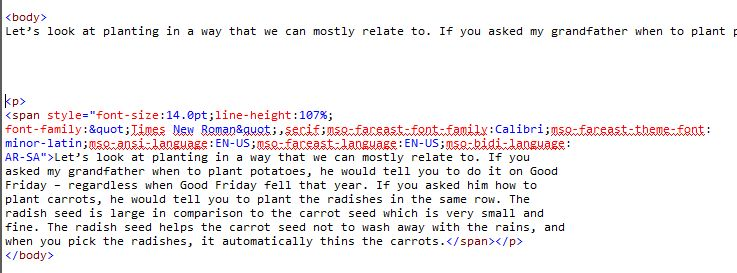 <body>
Let's look at planting in a way that we can mostly relate to. If you asked my grandfather when to plant p
<p>
<span style="font-size:14.0pt;line-height:107%;
font-family:&quot;Times New Roman&quot;,serif;mso-fareast-font-family:Calibri;mso-fareast-theme-font:
minor-latin;mso-ansi-language:EN-US;mso-fareast-language:EN-US;mso-bidi-language:
AR-SA">Let's look at planting in a way that we can mostly relate to. If you
asked my grandfather when to plant potatoes, he would tell you to do it on Good
Friday – regardless when Good Friday fell that year. If you asked him how to
plant carrots, he would tell you to plant the radishes in the same row. The
radish seed is large in comparison to the carrot seed which is very small and
fine. The radish seed helps the carrot seed not to wash away with the rains, and
when you pick the radishes, it automatically thins the carrots.</span></p>
</body>